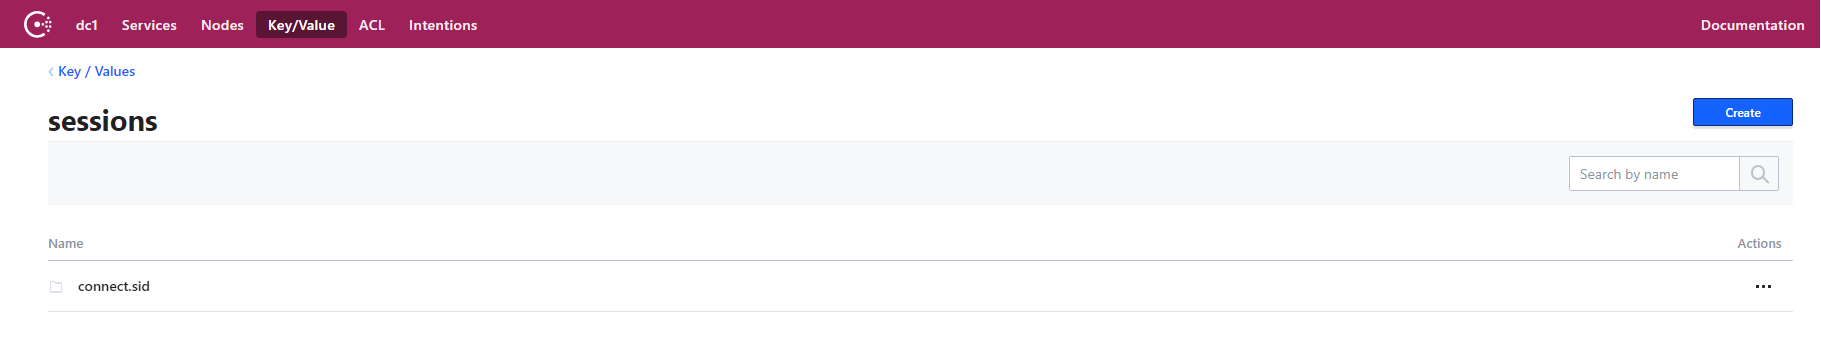 dc1 Services Nodes Key/Value ACL Intentions Documentation
Key / Values
sessions
Create
Search by name
Name Actions
connect.sid